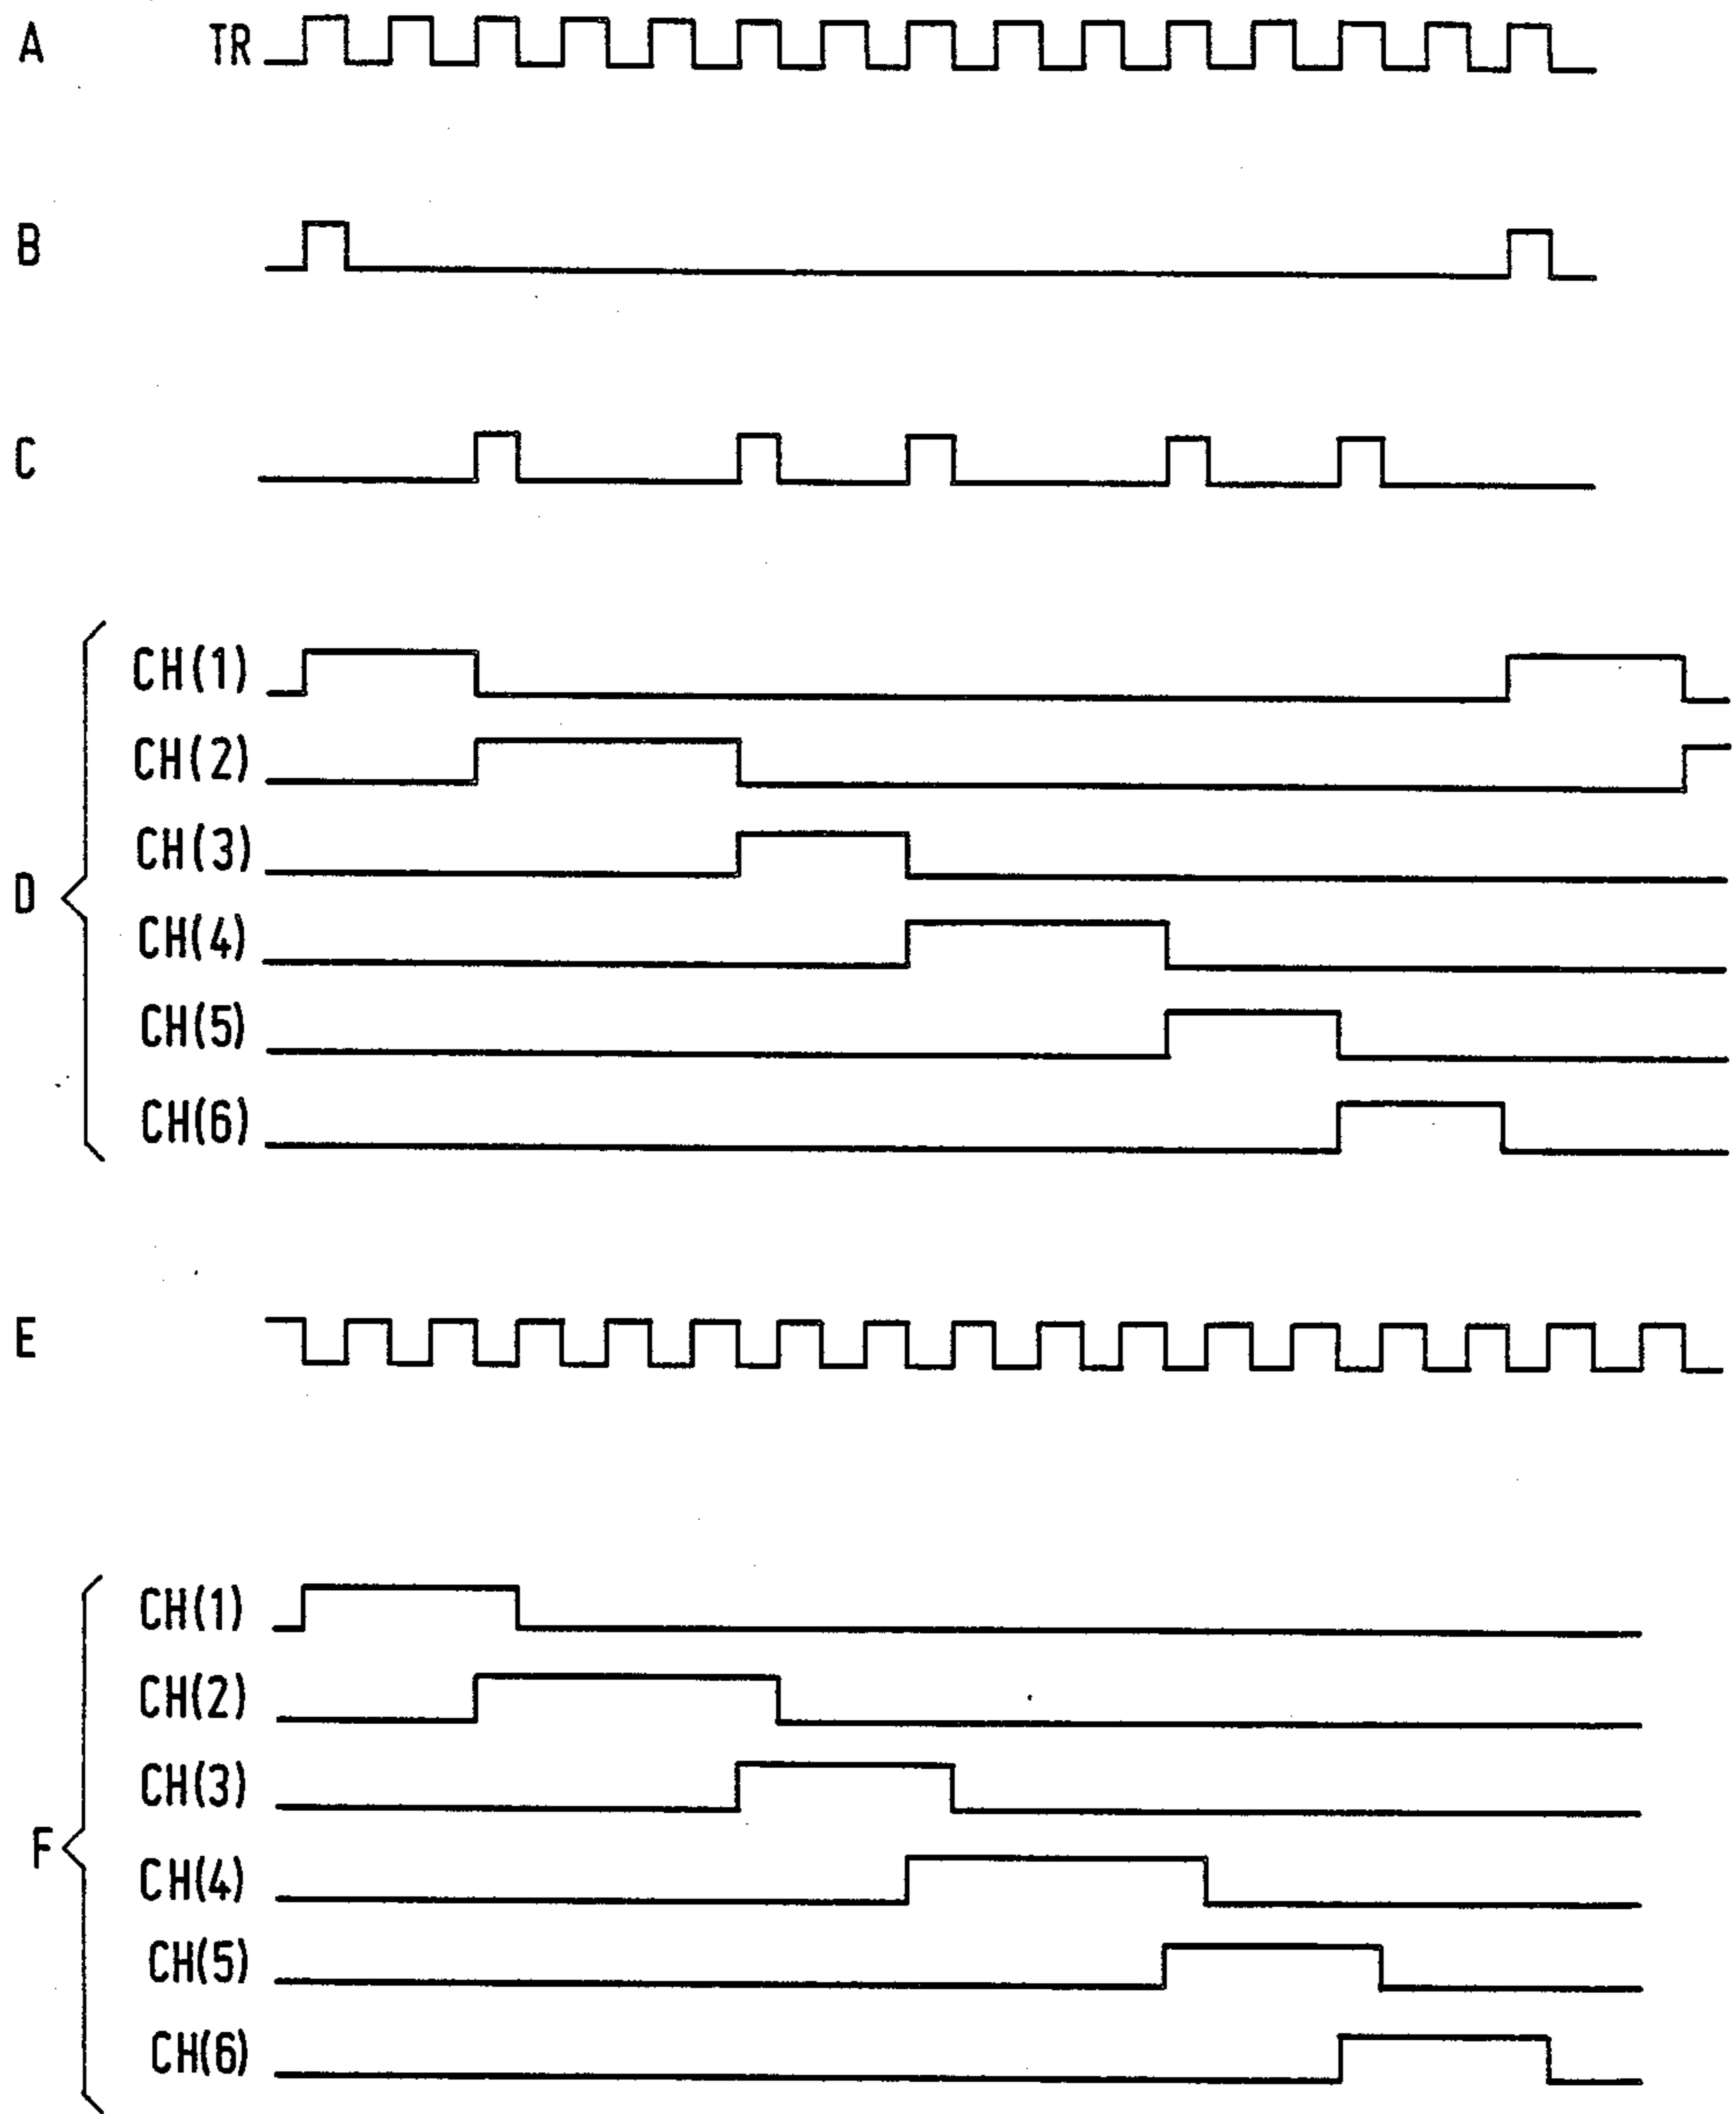 A TR
B
C
D
CH(1)
CH(2)
CH(3)
CH(4)
CH(5)
CH(6)
E
F
CH(1)
CH(2)
CH(3)
CH(4)
CH(5)
CH(6)